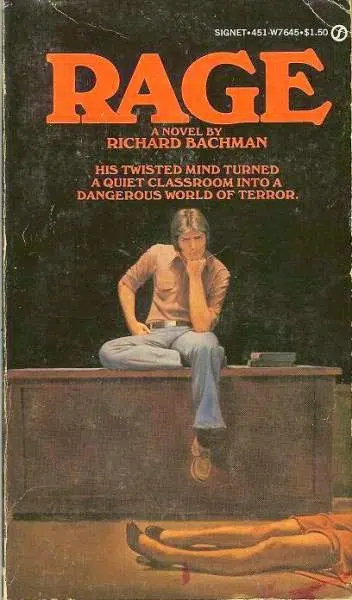 SIGNET•451-W7645•$1.50
RAGE
A NOVEL BY
RICHARD BACHMAN
HIS TWISTED MIND TURNED
A QUIET CLASSROOM INTO A
DANGEROUS WORLD OF TERROR.